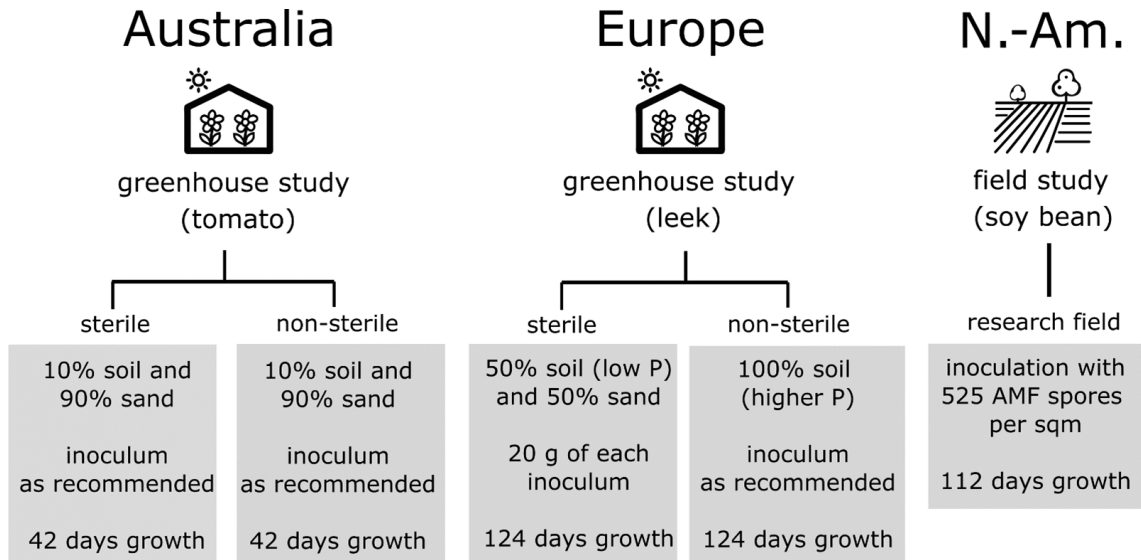 Australia
greenhouse study
(tomato)
sterile
10% soil and
90% sand
inoculum
as recommended
42 days growth
non-sterile
10% soil and
90% sand
inoculum
as recommended
42 days growth
Europe
greenhouse study
(leek)
sterile
50% soil (low P)
and 50% sand
20 g of each
inoculum
124 days growth
non-sterile
100% soil
(higher P)
inoculum
as recommended
124 days growth
N.-Am.
field study
(soy bean)
research field
inoculation with
525 AMF spores
per sqm
112 days growth